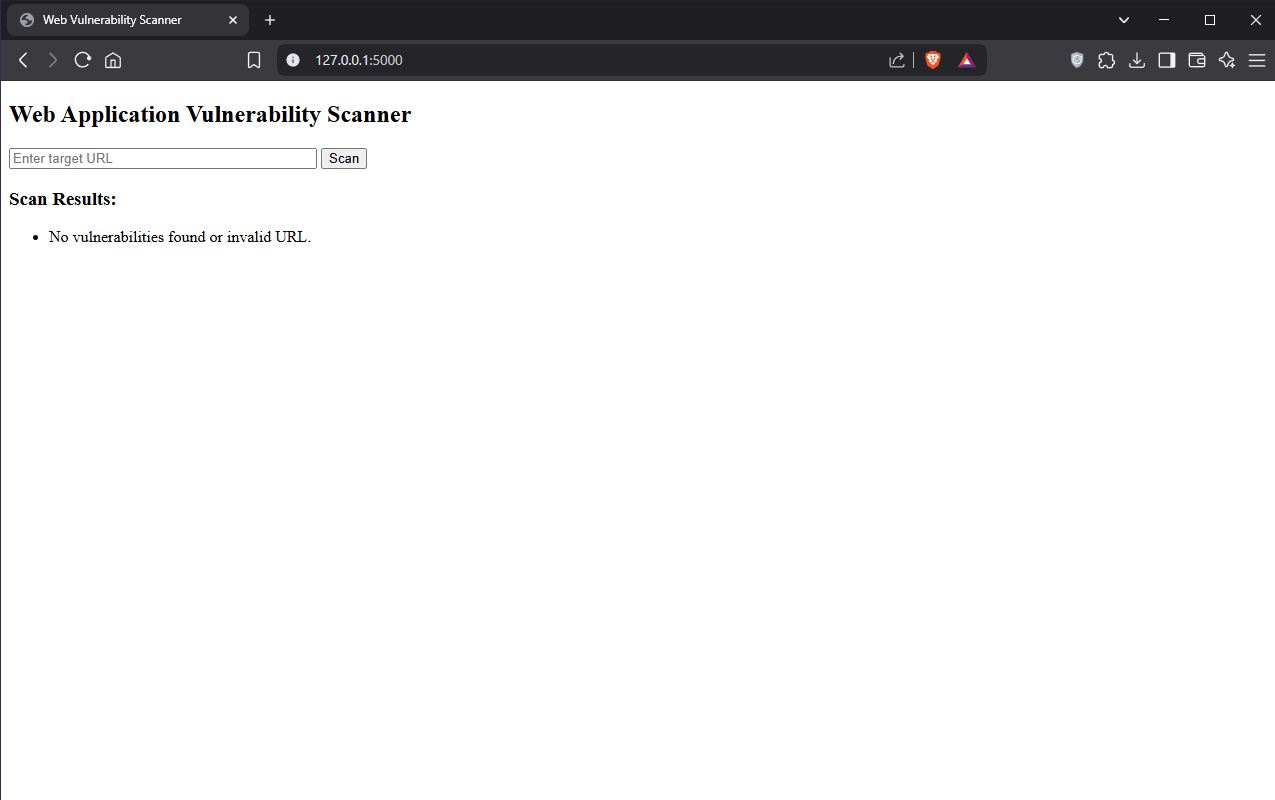 Web Vulnerability Scanner
127.0.0.1:5000
Web Application Vulnerability Scanner
Enter target URL Scan
Scan Results:
• No vulnerabilities found or invalid URL.